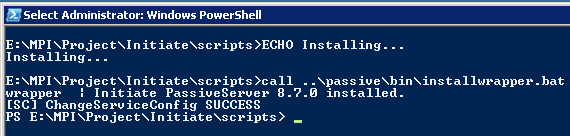 Select Administrator: Windows PowerShell
E:\MPI\Project\Initiate\scripts>ECHO Installing...
Installing...
E:\MPI\Project\Initiate\scripts>call ..\passive\bin\installwrapper.bat
wrapper  | Initiate PassiveServer 8.7.0 installed.
[SC] ChangeServiceConfig SUCCESS
PS E:\MPI\Project\Initiate\scripts> _